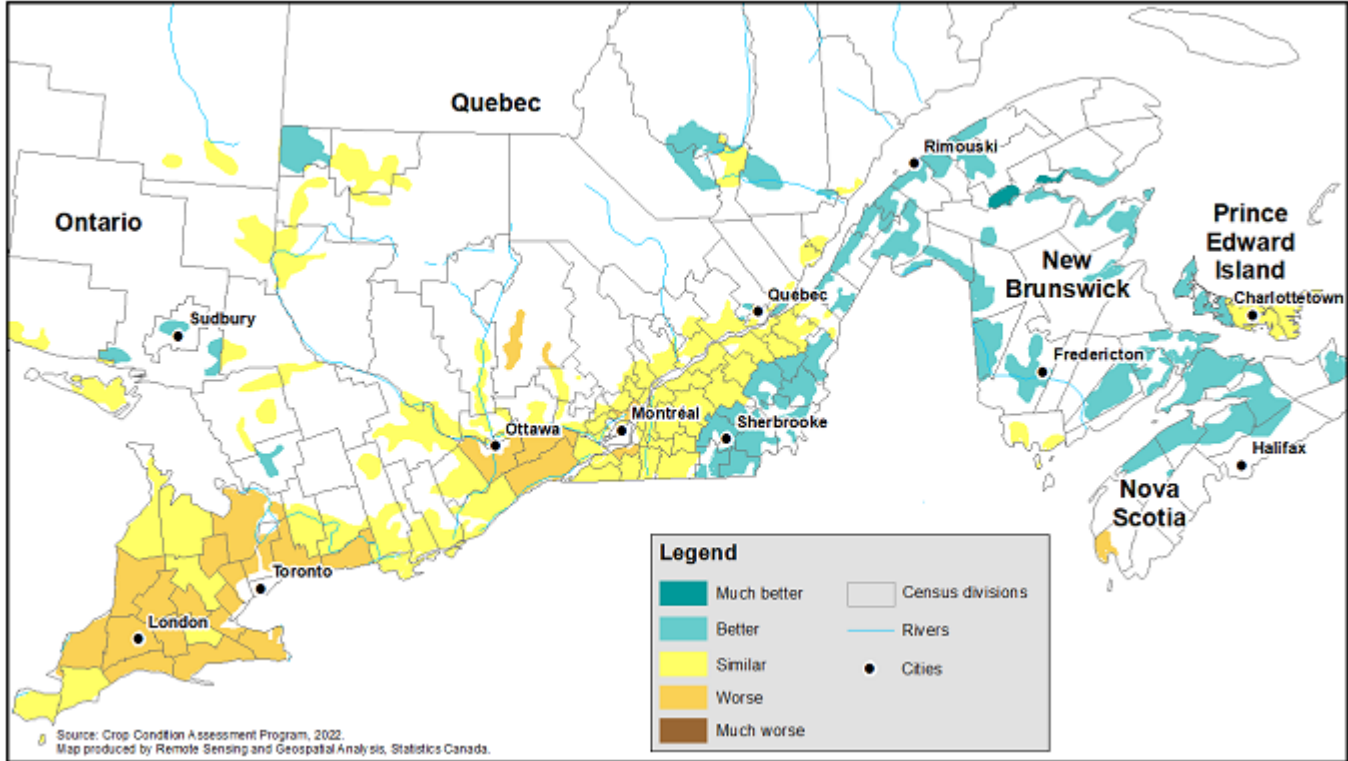 Quebec
Rimouski
Ontario
Prince
Edward
Island
New
Brunswick
Charlottetown
Québec
Sudbury
Fredericton
Montréal
Ottawa
Sherbrooke
Halifax
Nova
Scotia
Toronto
London
Legend
Much better
Census divisions
Better
Rivers
Similar
Cities
Worse
Much worse
Source: Crop Condition Assessment Program, 2022.
Map produced by Remote Sensing and Geospatial Analysis, Statistics Canada.